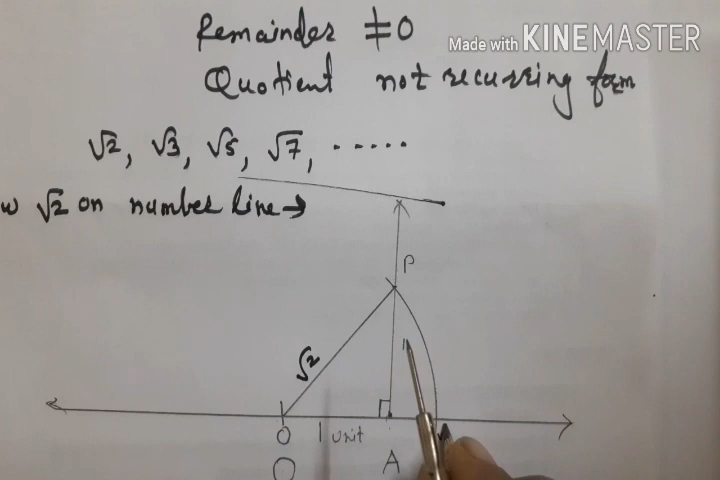 Remainder ≠0
Made with KINEMASTER
Quotient not recurring form
√2, √3, √5, √7, .....
w √2 on number line→
P
√2
1
O 1 unit
O A